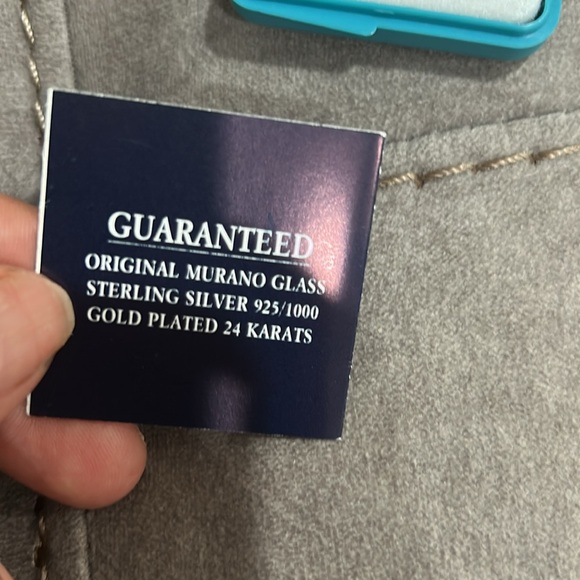 GUARANTEED
ORIGINAL MURANO GLASS
STERLING SILVER 925/1000
GOLD PLATED 24 KARATS